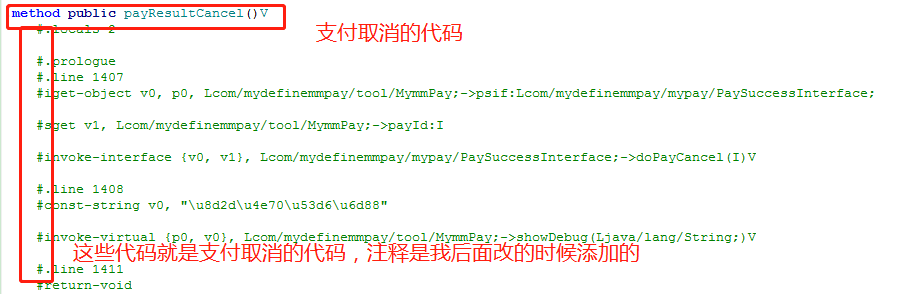 method public payResultCancel()V
支付取消的代码
#.locals 2
#.prologue
#.line 1407
#iget-object v0, p0, Lcom/mydefinemmpay/tool/MymmPay;->psif:Lcom/mydefinemmpay/mypay/PaySuccessInterface;
#sget v1, Lcom/mydefinemmpay/tool/MymmPay;->payId:I
#invoke-interface {v0, v1}, Lcom/mydefinemmpay/mypay/PaySuccessInterface;->doPayCancel(I)V
#.line 1408
#const-string v0, "\u8d2d\u4e70\u53d6\u6d88"
#invoke-virtual {p0, v0}, Lcom/mydefinemmpay/tool/MymmPay;->showDebug(Ljava/lang/String;)V
这些代码就是支付取消的代码，注释是我后面改的时候添加的
#.line 1411
#return-void